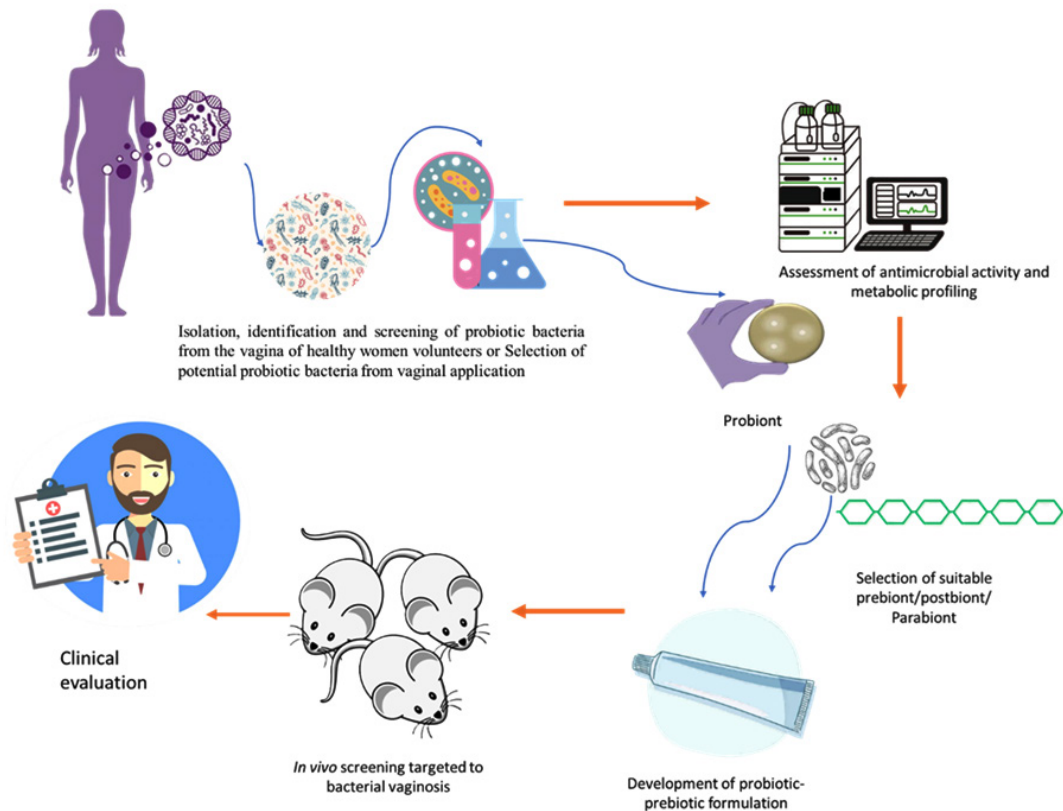 Assessment of antimicrobial activity and
metabolic profiling
Isolation, identification and screening of probiotic bacteria
from the vagina of healthy women volunteers or Selection of
potential probiotic bacteria from vaginal application
Probiont
Selection of suitable
prebiont/postbiont/
Parabiont
Clinical
evaluation
In vivo screening targeted to
bacterial vaginosis
Development of probiotic-
prebiotic formulation